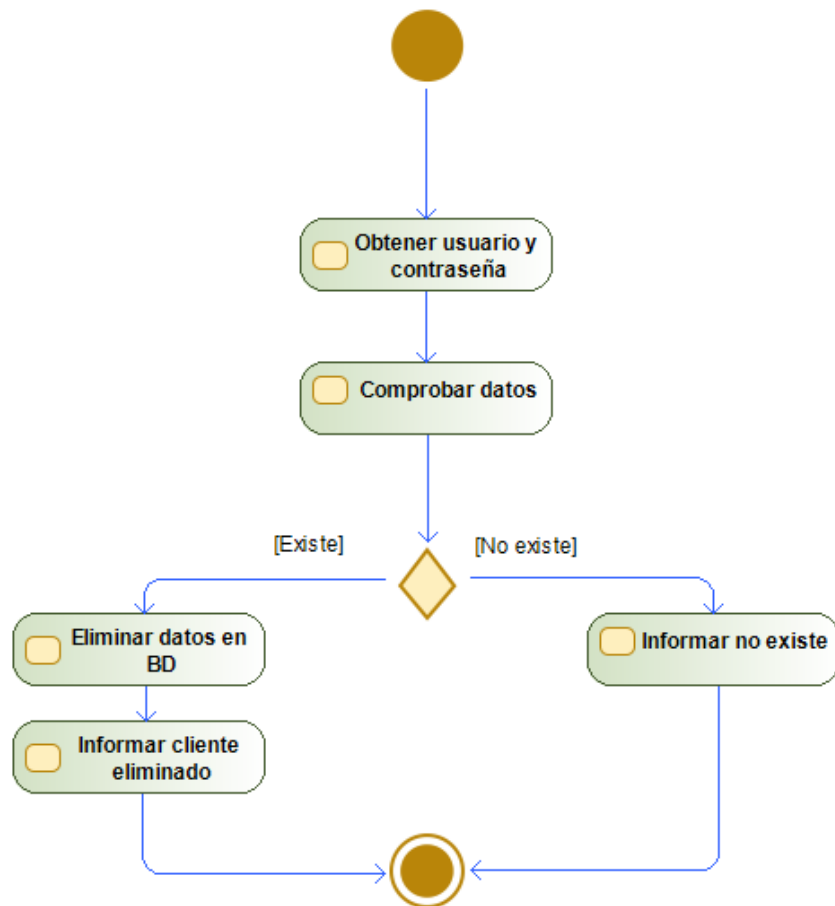 Obtener usuario y
contraseña
Comprobar datos
[Existe]
[No existe]
Eliminar datos en
BD
Informar no existe
Informar cliente
eliminado